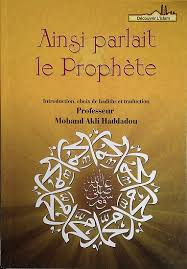 Découvrir L'Islam
Ainsi parlait
le Prophète
Introduction, choix de hadiths et traduction
Professeur
Mohand Akli Haddadou